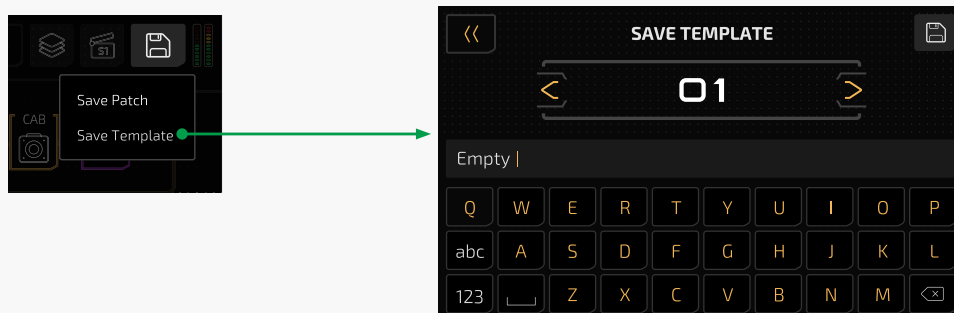 S1
CAB
Save Patch
Save Template
SAVE TEMPLATE
01
Empty
Q W E R T Y U I O P
abc A S D F G H J K L
123 Z X C V B N M